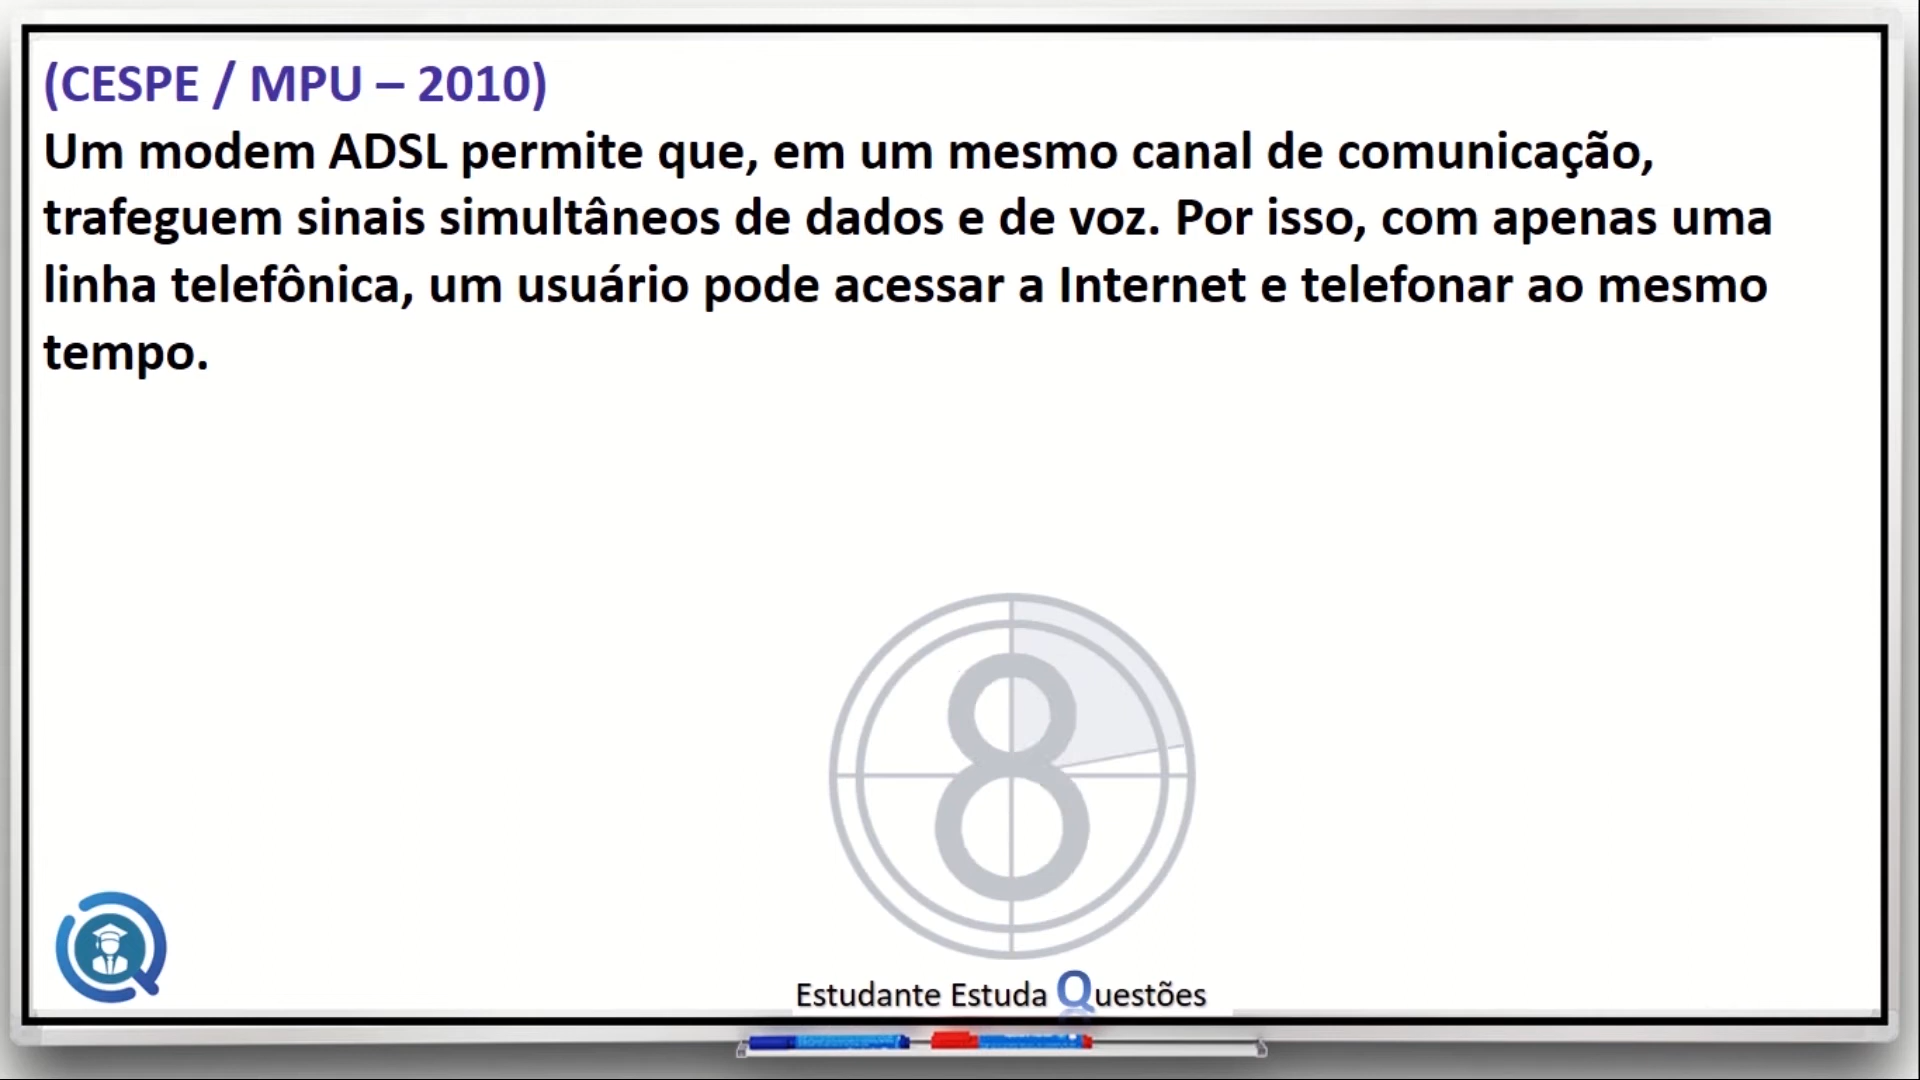 (CESPE / MPU – 2010)
Um modem ADSL permite que, em um mesmo canal de comunicação,
trafeguem sinais simultâneos de dados e de voz. Por isso, com apenas uma
linha telefônica, um usuário pode acessar a Internet e telefonar ao mesmo
tempo.
8
Estudante Estuda Questões